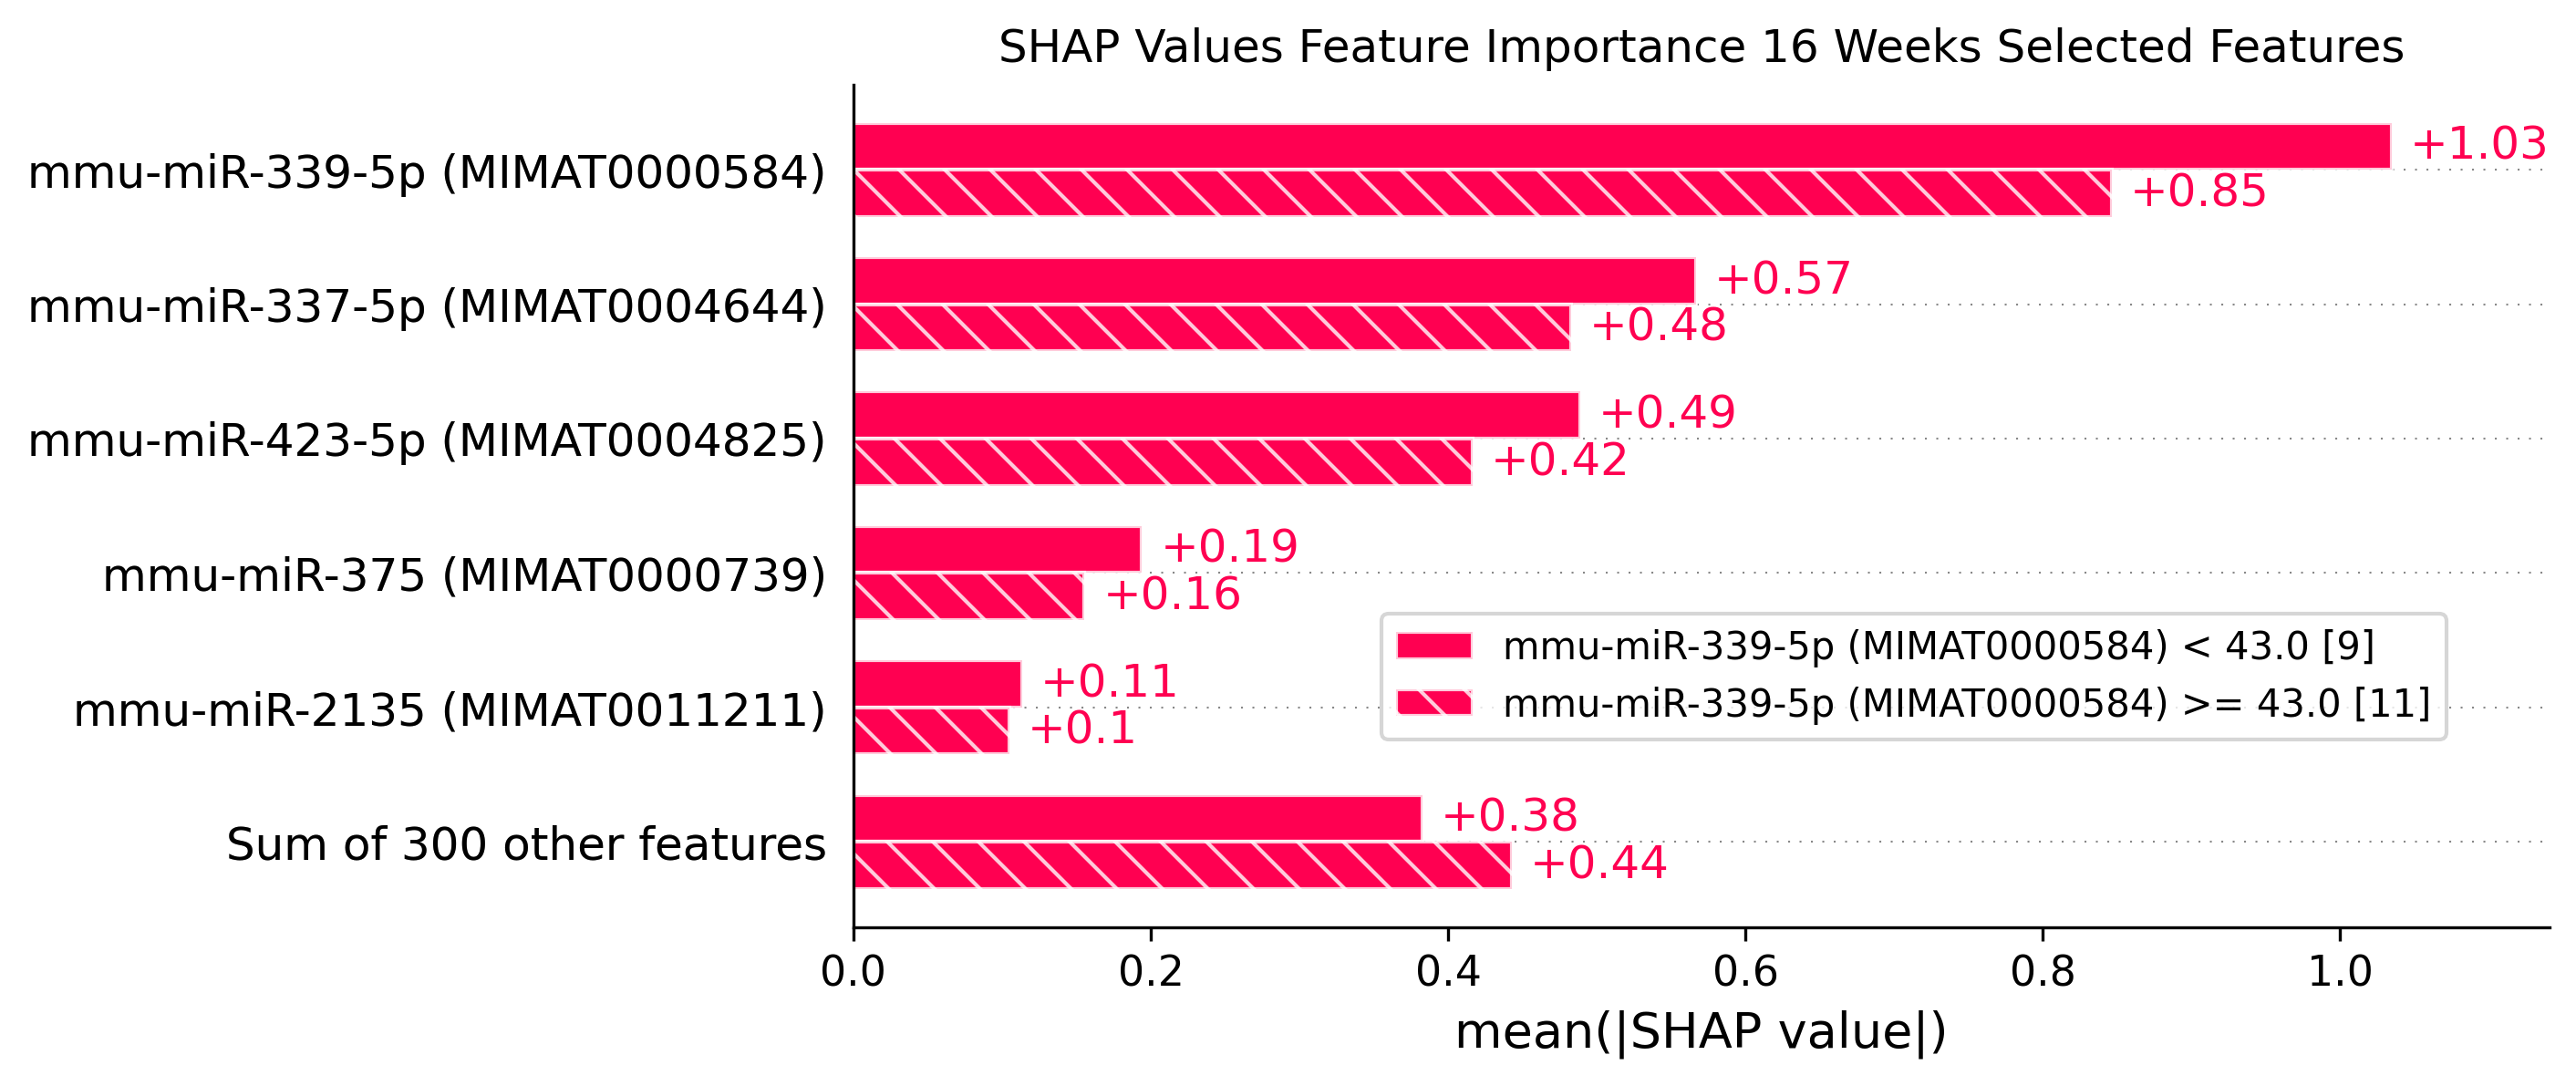 SHAP Values Feature Importance 16 Weeks Selected Features
mmu-miR-339-5p (MIMAT0000584)
+1.03
+0.85
mmu-miR-337-5p (MIMAT0004644)
+0.57
+0.48
mmu-miR-423-5p (MIMAT0004825)
+0.49
+0.42
mmu-miR-375 (MIMAT0000739)
+0.19
+0.16
mmu-miR-2135 (MIMAT0011211)
+0.11
+0.1
mmu-miR-339-5p (MIMAT0000584) < 43.0 [9]
mmu-miR-339-5p (MIMAT0000584) >= 43.0 [11]
Sum of 300 other features
+0.38
+0.44
0.0 0.2 0.4 0.6 0.8 1.0
mean(|SHAP value|)